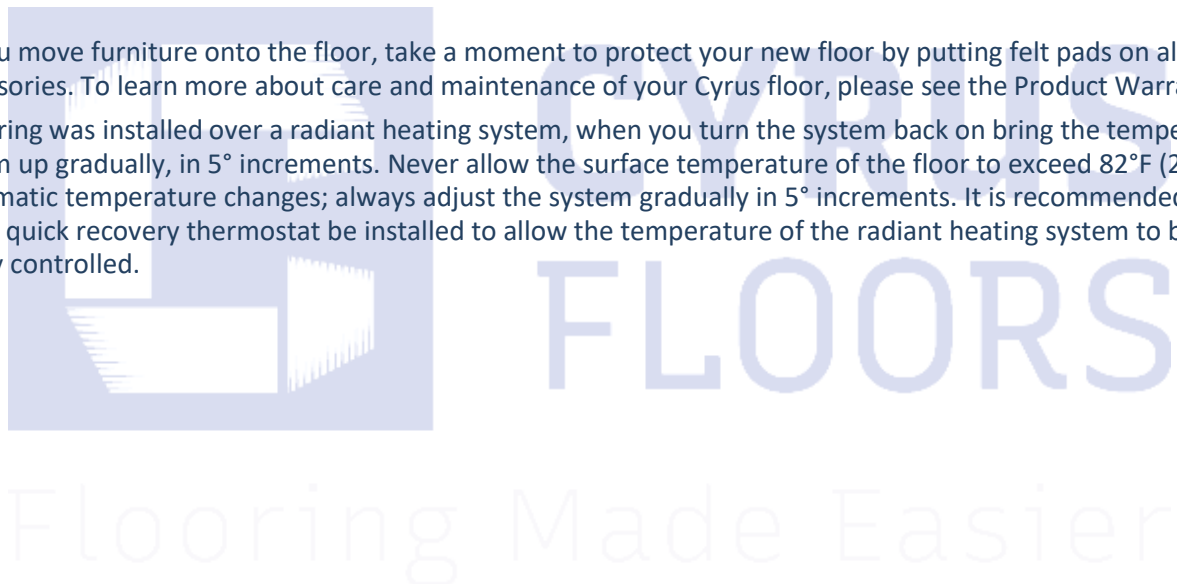 u move furniture onto the floor, take a moment to protect your new floor by putting felt pads on al
sories. To learn more about care and maintenance of your Cyrus floor, please see the Product Warra
ring was installed over a radiant heating system, when you turn the system back on bring the tempe
m up gradually, in 5° increments. Never allow the surface temperature of the floor to exceed 82°F (2
matic temperature changes; always adjust the system gradually in 5° increments. It is recommended
quick recovery thermostat be installed to allow the temperature of the radiant heating system to b
y controlled.
CYRUS
FLOORS
Flooring Made Easier